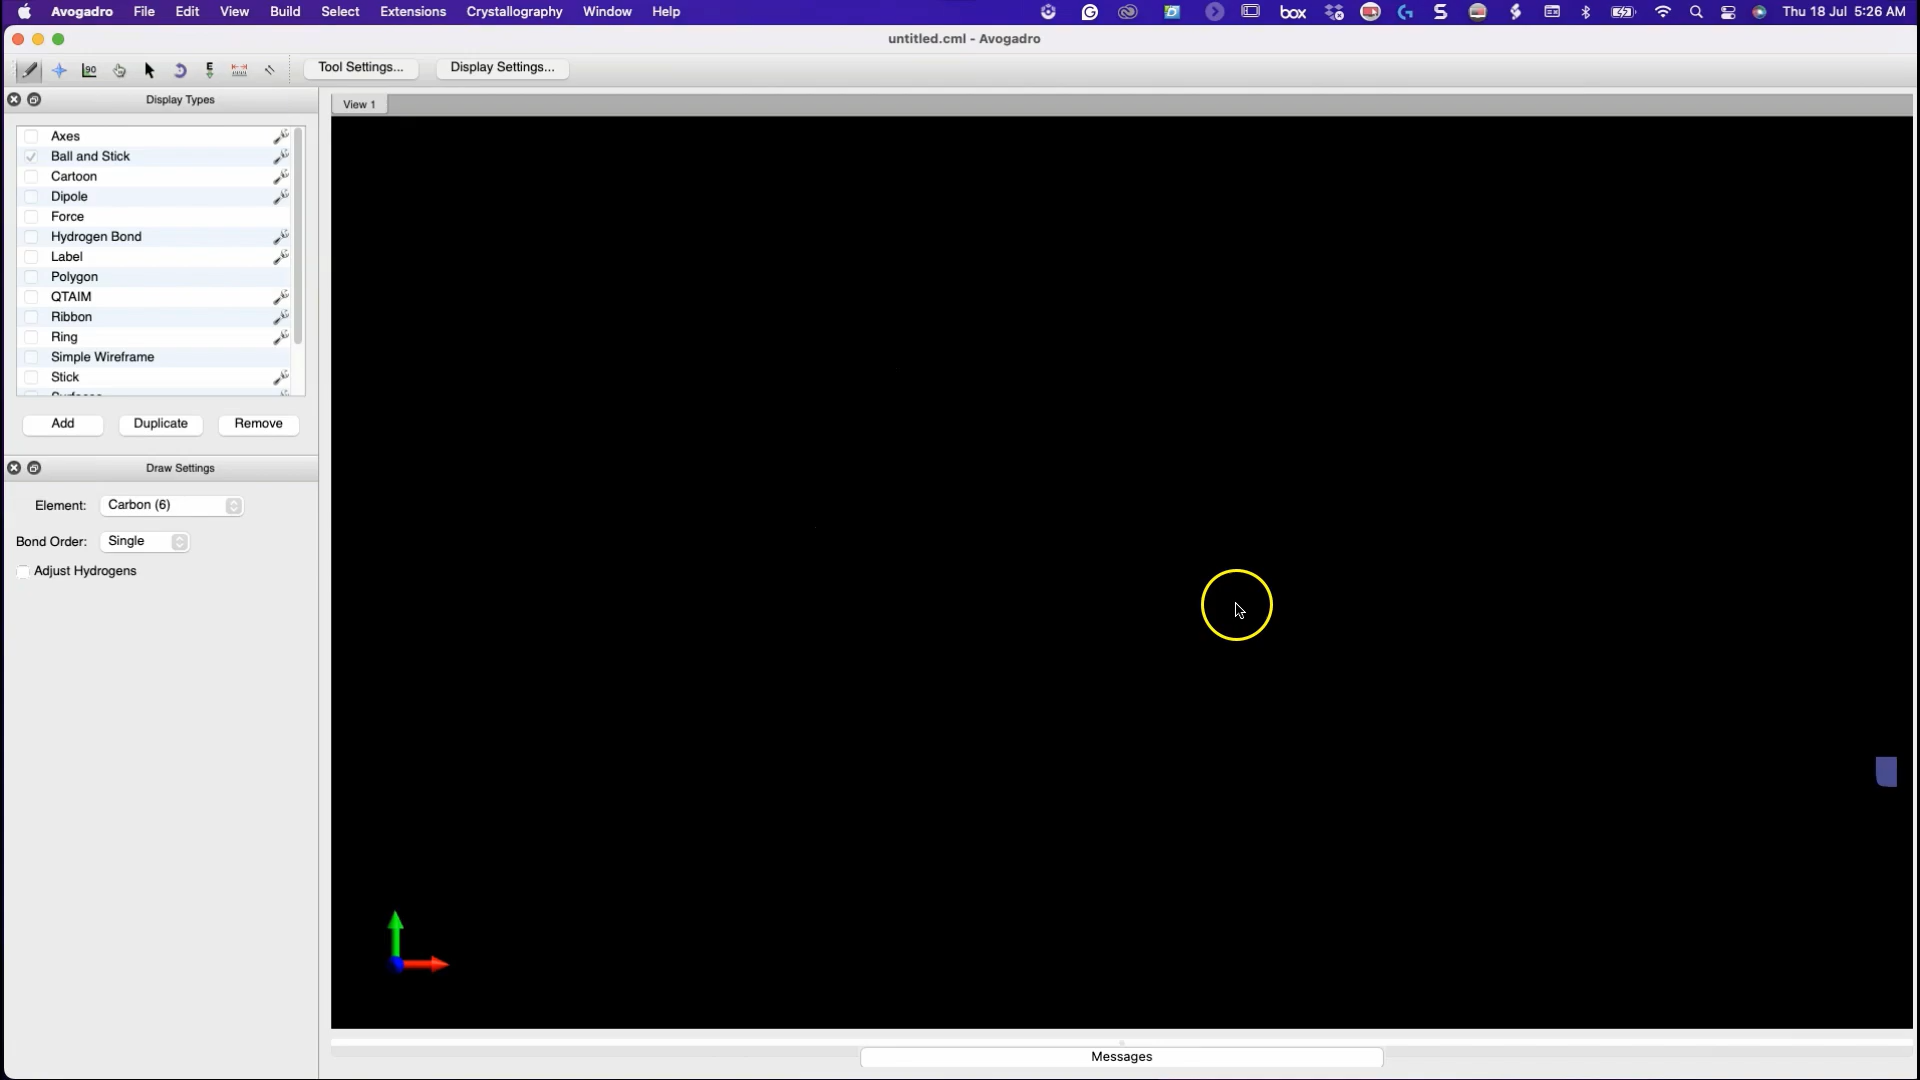 Avogadro File Edit View Build Select Extensions Crystallography Window Help box Thu 18 Jul 5:26 AM
untitled.cml - Avogadro
Tool Settings... Display Settings...
Display Types
View 1
Axes
Ball and Stick
Cartoon
Dipole
Force
Hydrogen Bond
Label
Polygon
QTAIM
Ribbon
Ring
Simple Wireframe
Stick
Add Duplicate Remove
Draw Settings
Element: Carbon (6)
Bond Order: Single
Adjust Hydrogens
Messages